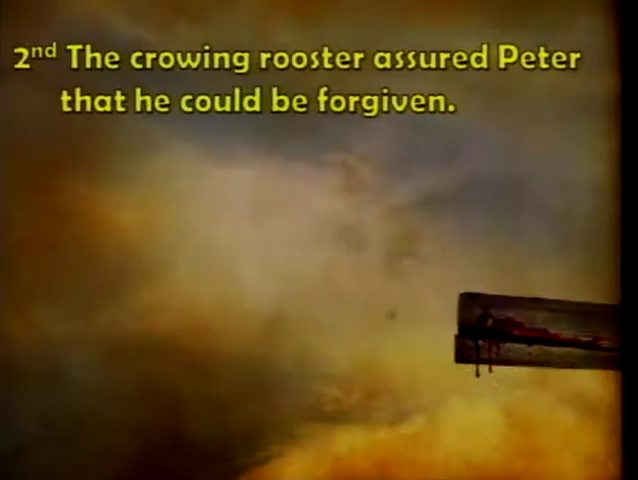 2nd The crowing rooster assured Peter
that he could be forgiven.